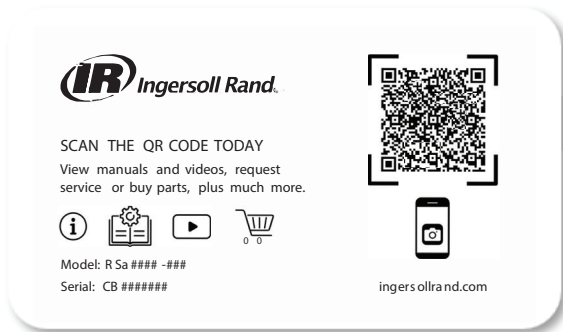 IR Ingersoll Rand
SCAN THE QR CODE TODAY
View manuals and videos, request
service or buy parts, plus much more.
Model: R Sa #### -###
Serial: CB #######
ingers ollra nd.com